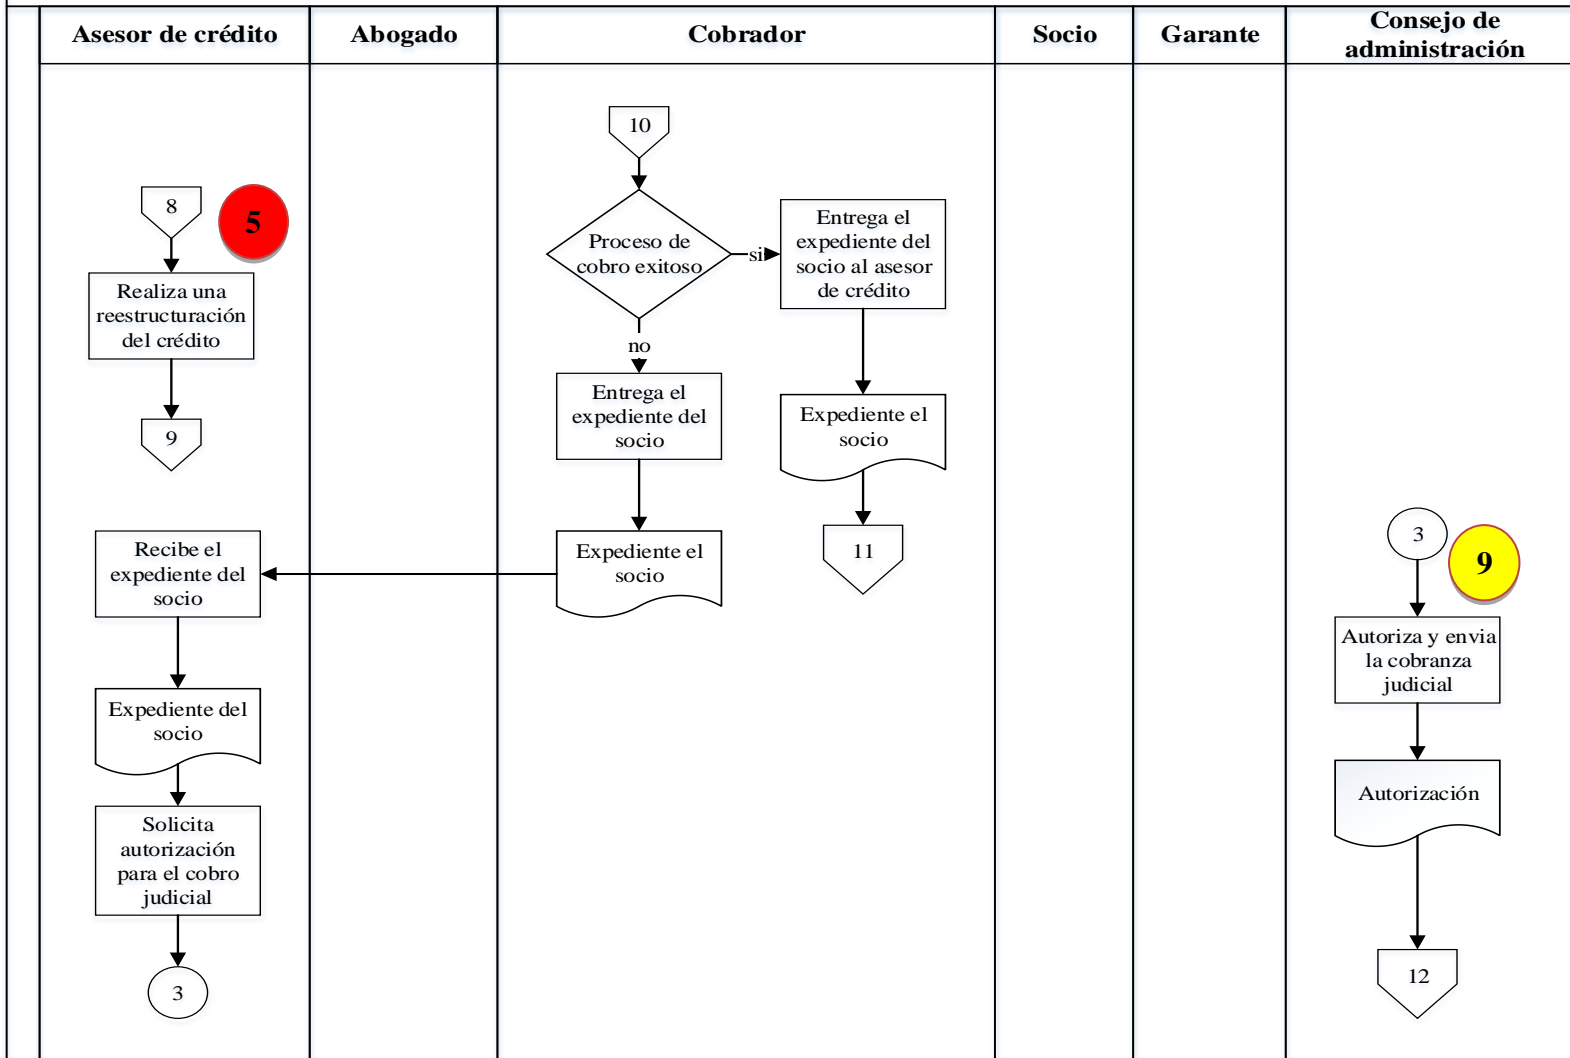 Asesor de crédito
Abogado
Cobrador
Socio
Garante
Consejo de
administración
10
8
5
Proceso de
cobro exitoso
si
Entrega el
expediente del
socio al asesor
de crédito
Realiza una
reestructuración
del crédito
no
Entrega el
expediente del
socio
Expediente el
socio
9
Recibe el
expediente del
socio
Expediente el
socio
11
3
9
Autoriza y envia
la cobranza
judicial
Expediente del
socio
Autorización
Solicita
autorización
para el cobro
judicial
3
12